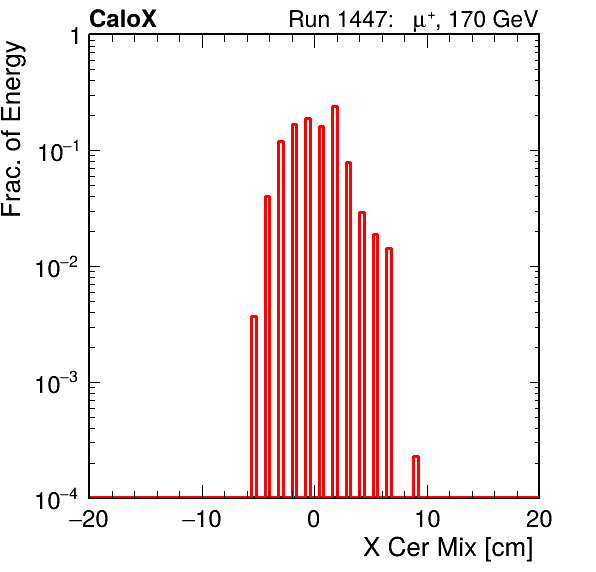 CaloX Run 1447: μ⁺, 170 GeV
Frac. of Energy
1
10⁻¹
10⁻²
10⁻³
10⁻⁴
−20 −10 0 10 20
X Cer Mix [cm]